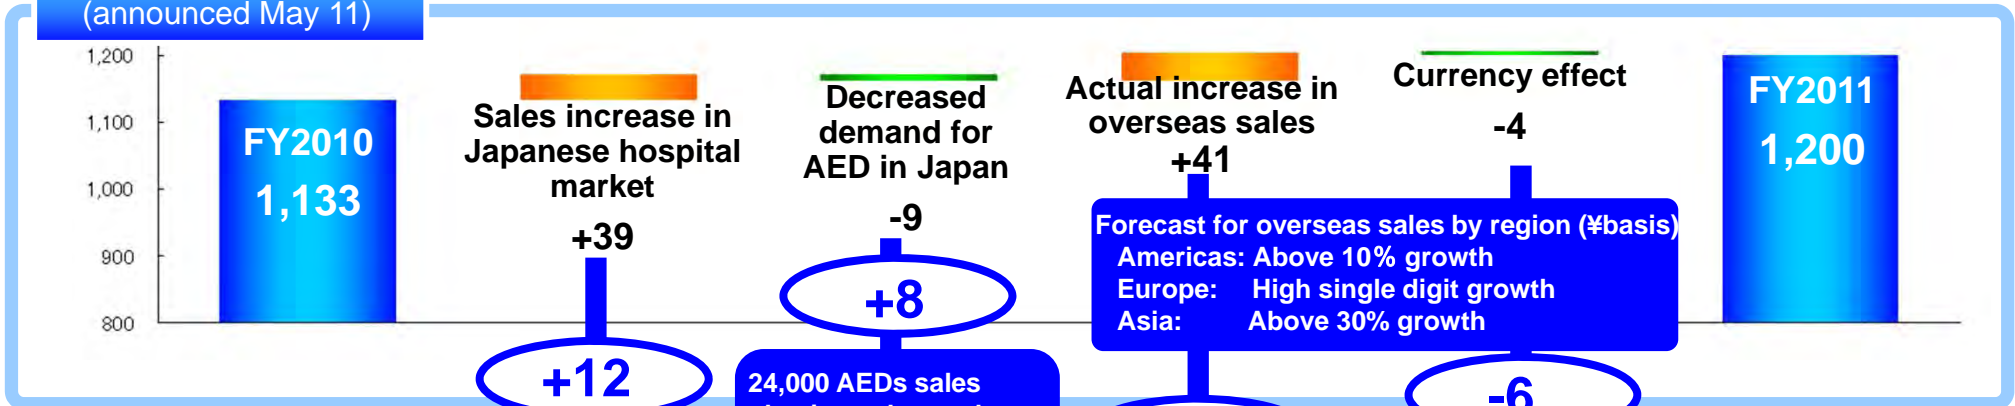 (announced May 11)
1,200
1,100
1,000
900
800
FY2010
1,133
Sales increase in
Japanese hospital
market
+39
+12
Decreased
demand for
AED in Japan
-9
+8
24,000 AEDs sales
Actual increase in
overseas sales
+41
Currency effect
-4
Forecast for overseas sales by region (¥basis)
Americas: Above 10% growth
Europe: High single digit growth
Asia: Above 30% growth
-6
FY2011
1,200